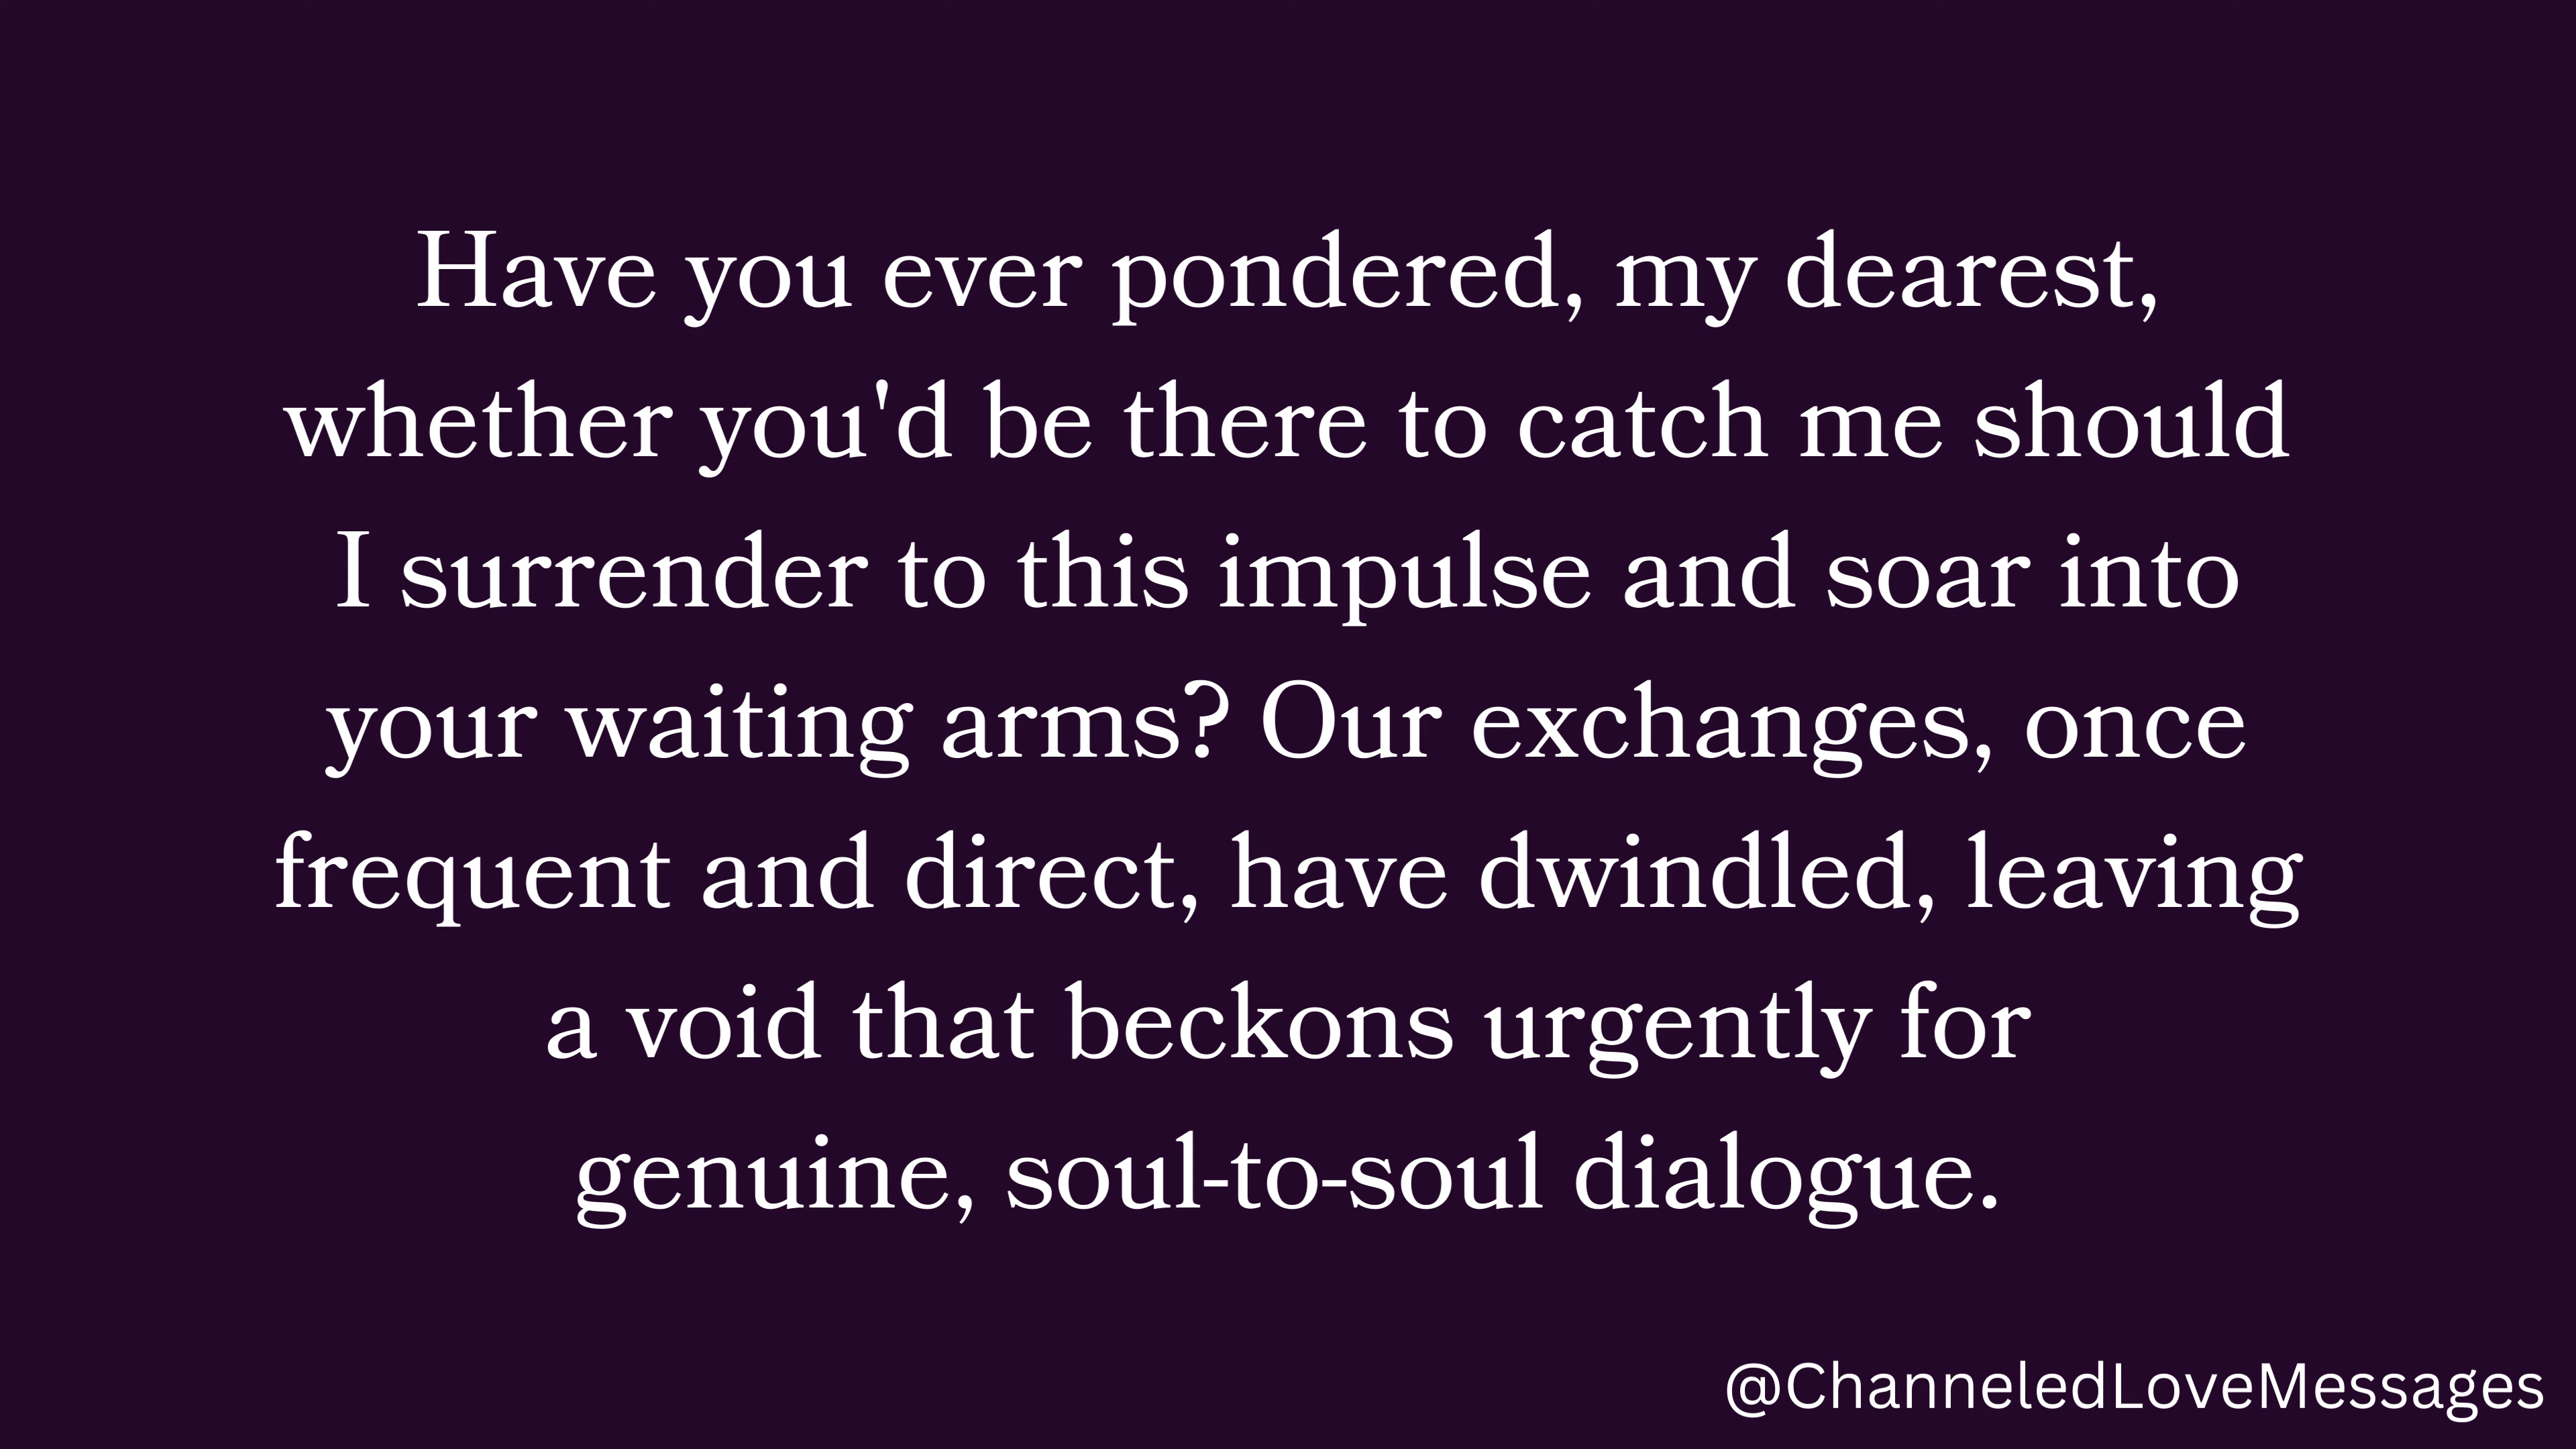 Have you ever pondered, my dearest,
whether you'd be there to catch me should
I surrender to this impulse and soar into
your waiting arms? Our exchanges, once
frequent and direct, have dwindled, leaving
a void that beckons urgently for
genuine, soul-to-soul dialogue.
@ChanneledLoveMessages